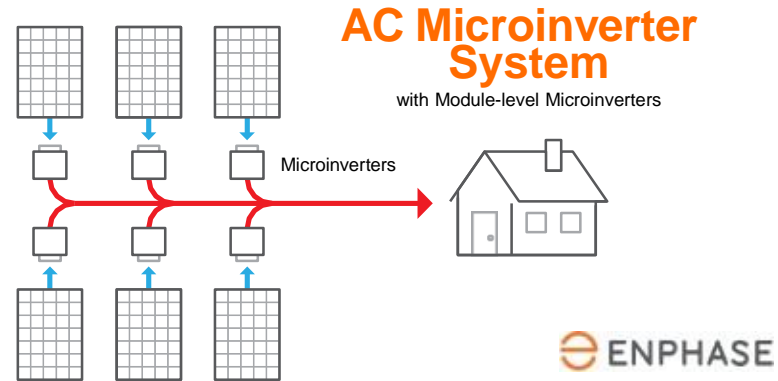 AC Microinverter
System
with Module-level Microinverters
Microinverters
ENPHASE